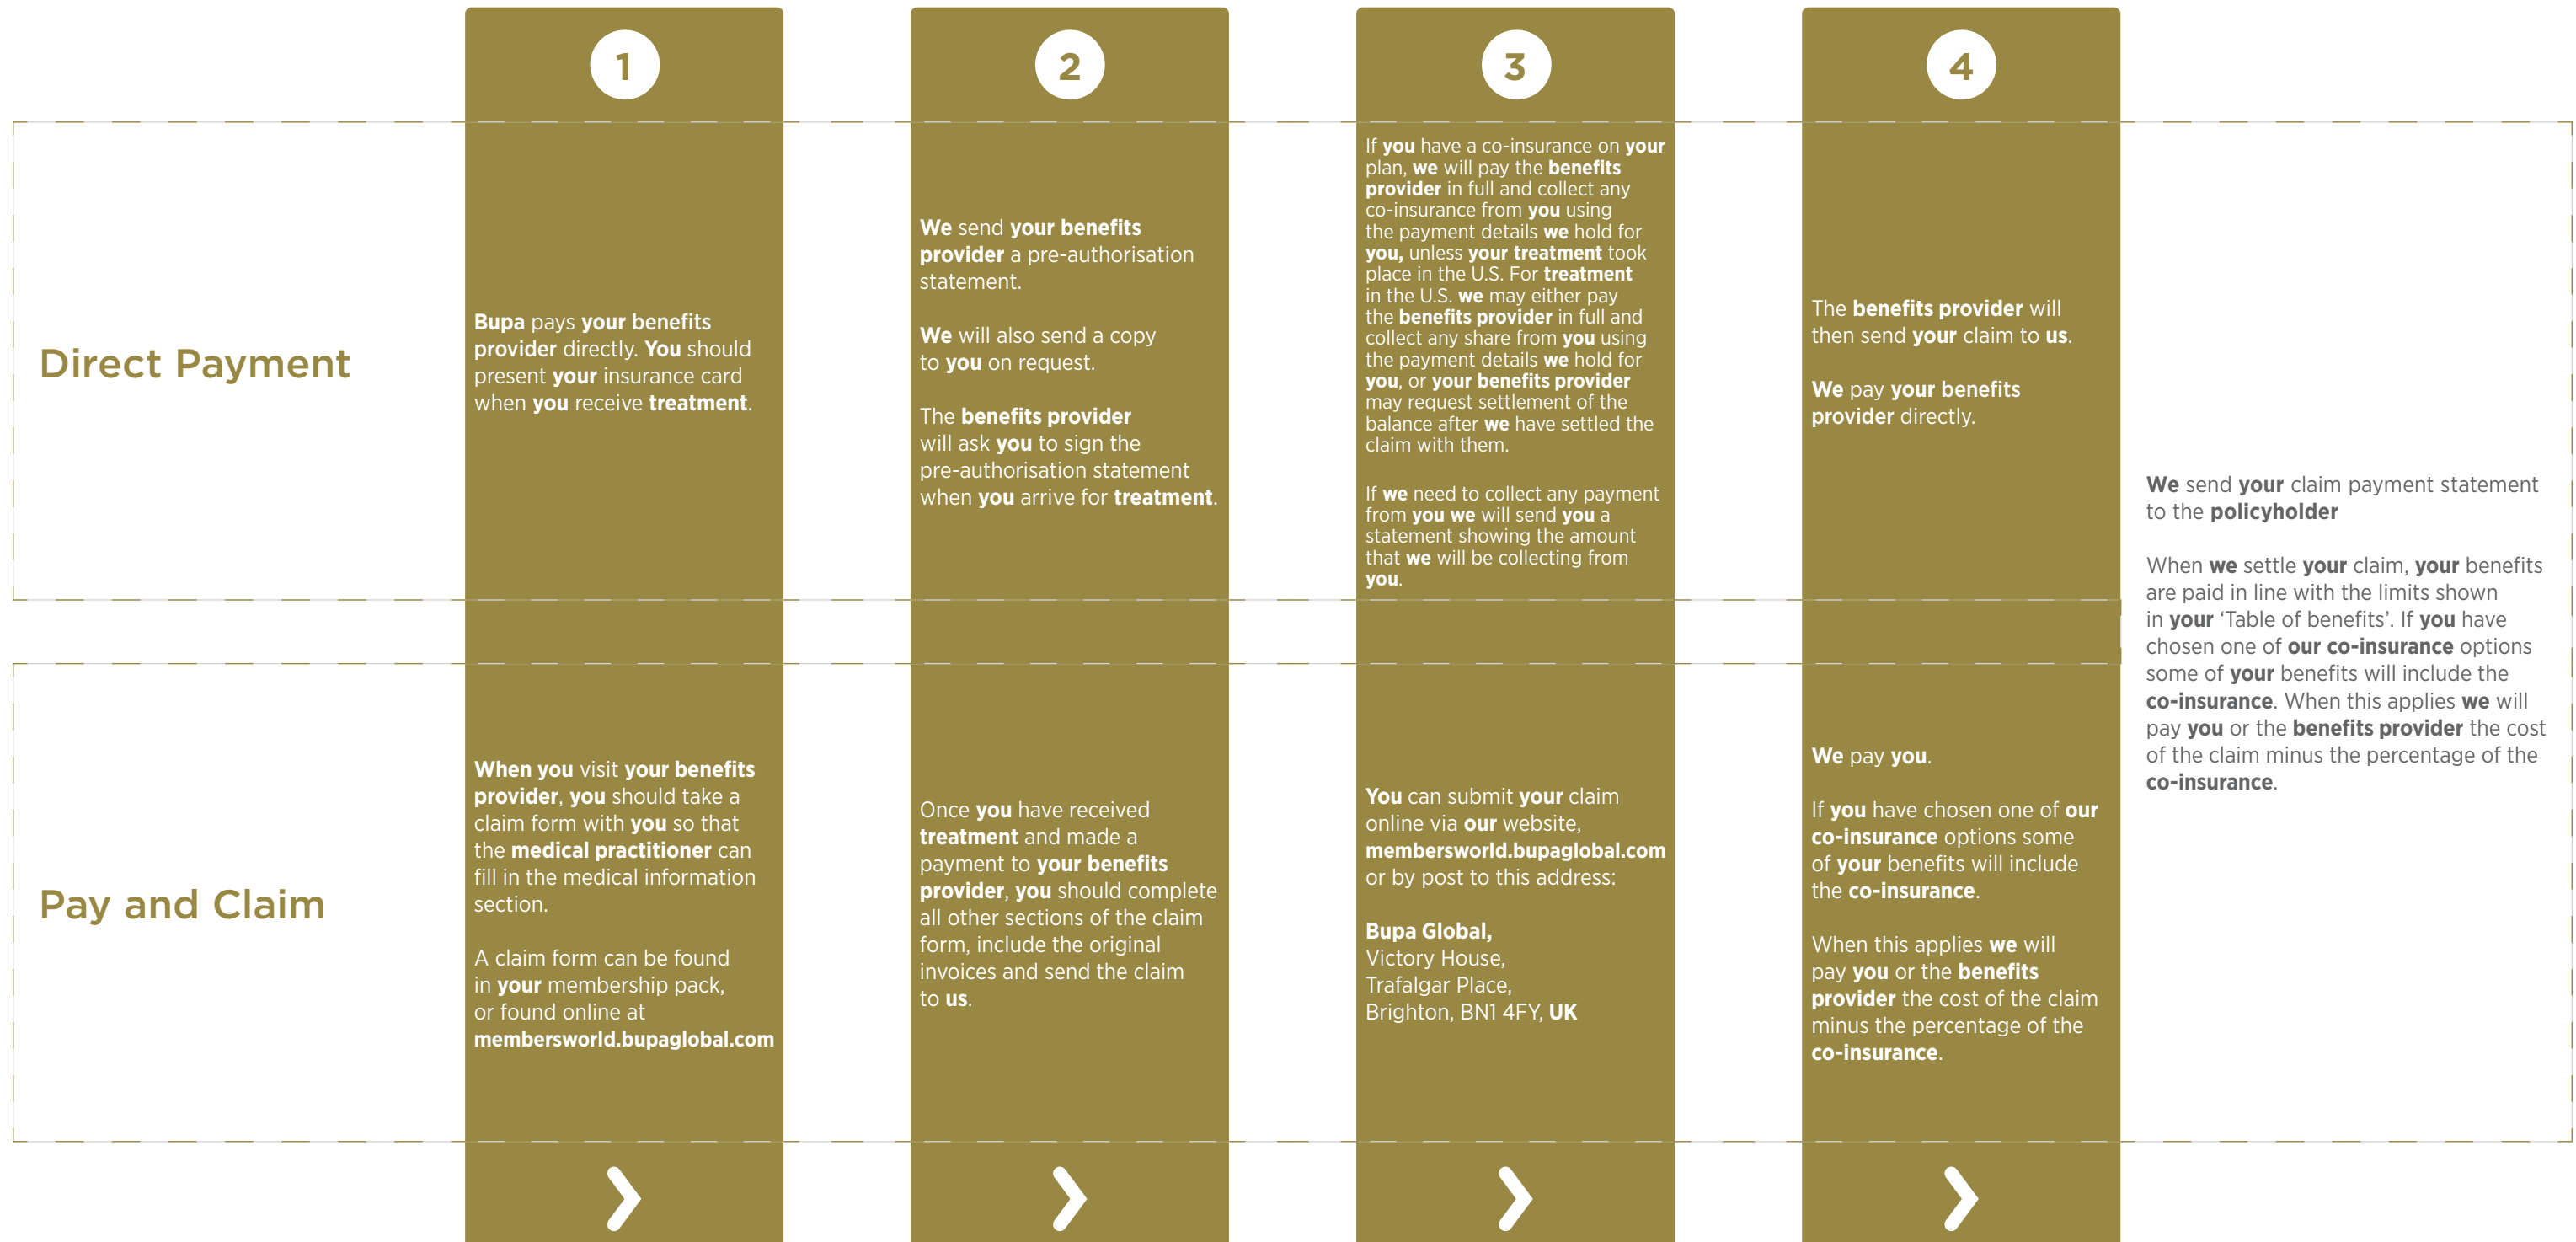 1
2
3
4
Direct Payment
Bupa pays your benefits
provider directly. You should
present your insurance card
when you receive treatment.
We send your benefits
provider a pre-authorisation
statement.
We will also send a copy
to you on request.
The benefits provider
will ask you to sign the
pre-authorisation statement
when you arrive for treatment.
If you have a co-insurance on your
plan, we will pay the benefits
provider in full and collect any
co-insurance from you using
the payment details we hold for
you, unless your treatment took
place in the U.S. For treatment
in the U.S. we may either pay
the benefits provider in full and
collect any share from you using
the payment details we hold for
you, or your benefits provider
may request settlement of the
balance after we have settled the
claim with them.
If we need to collect any payment
from you we will send you a
statement showing the amount
that we will be collecting from
you.
The benefits provider will
then send your claim to us.
We pay your benefits
provider directly.
Pay and Claim
When you visit your benefits
provider, you should take a
claim form with you so that
the medical practitioner can
fill in the medical information
section.
A claim form can be found
in your membership pack,
or found online at
membersworld.bupaglobal.com
Once you have received
treatment and made a
payment to your benefits
provider, you should complete
all other sections of the claim
form, include the original
invoices and send the claim
to us.
You can submit your claim
online via our website,
membersworld.bupaglobal.com
or by post to this address:
Bupa Global,
Victory House,
Trafalgar Place,
Brighton, BN1 4FY, UK
We pay you.
If you have chosen one of our
co-insurance options some
of your benefits will include
the co-insurance.
When this applies we will
pay you or the benefits
provider the cost of the claim
minus the percentage of the
co-insurance.
We send your claim payment statement
to the policyholder
When we settle your claim, your benefits
are paid in line with the limits shown
in your ‘Table of benefits’. If you have
chosen one of our co-insurance options
some of your benefits will include the
co-insurance. When this applies we will
pay you or the benefits provider the cost
of the claim minus the percentage of the
co-insurance.